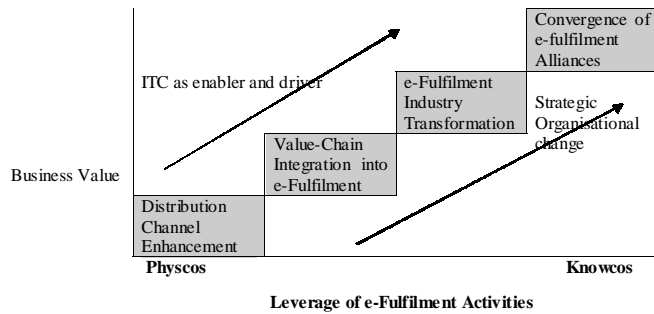 Convergence of
e-fulfilment
Alliances
ITC as enabler and driver
e-Fulfilment
Industry
Transformation
Strategic
Organisational
change
Value-Chain
Integration into
e-Fulfilment
Business Value
Distribution
Channel
Enhancement
Physcos
Knowcos
Leverage of e-Fulfilment Activities